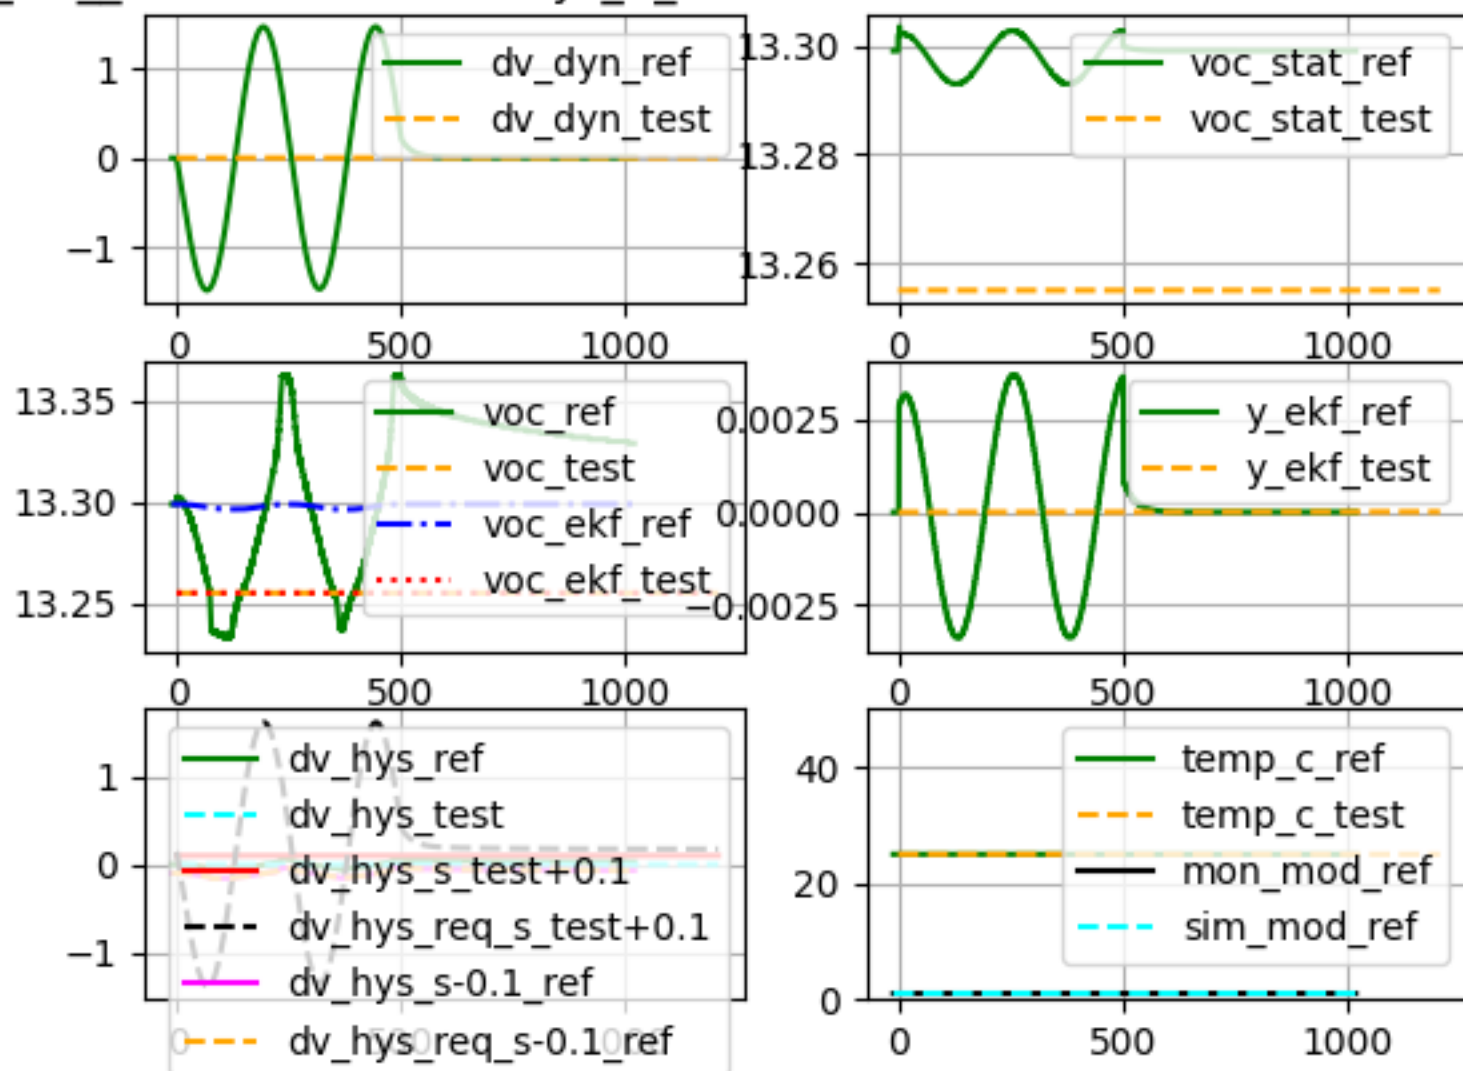 dv_dyn_ref
dv_dyn_test
1
0
−1
0 500 1000
voc_stat_ref
voc_stat_test
13.30
13.28
13.26
0 500 1000
voc_ref
voc_test
voc_ekf_ref
voc_ekf_test
13.35
13.30
13.25
0 500 1000
y_ekf_ref
y_ekf_test
0.0025
0.0000
−0.0025
0 500 1000
dv_hys_ref
dv_hys_test
dv_hys_s_test+0.1
dv_hys_req_s_test+0.1
dv_hys_s-0.1_ref
dv_hys_req_s-0.1_ref
1
0
−1
0 500 1000
temp_c_ref
temp_c_test
mon_mod_ref
sim_mod_ref
40
20
0
0 500 1000